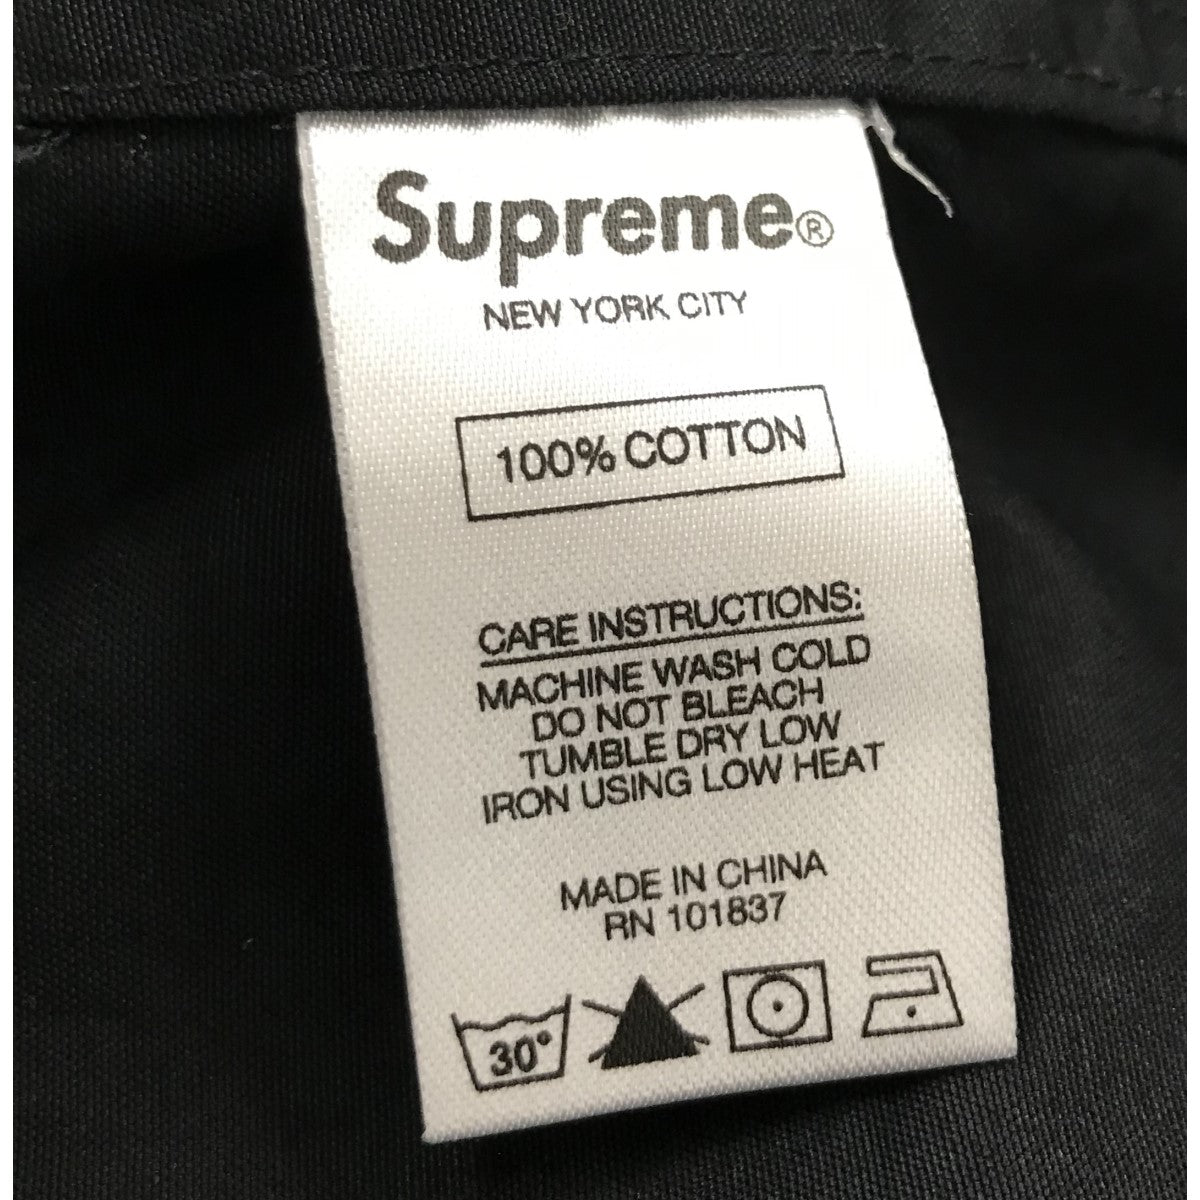 Supreme®
NEW YORK CITY
100% COTTON
CARE INSTRUCTIONS:
MACHINE WASH COLD
DO NOT BLEACH
TUMBLE DRY LOW
IRON USING LOW HEAT
MADE IN CHINA
RN 101837
30°